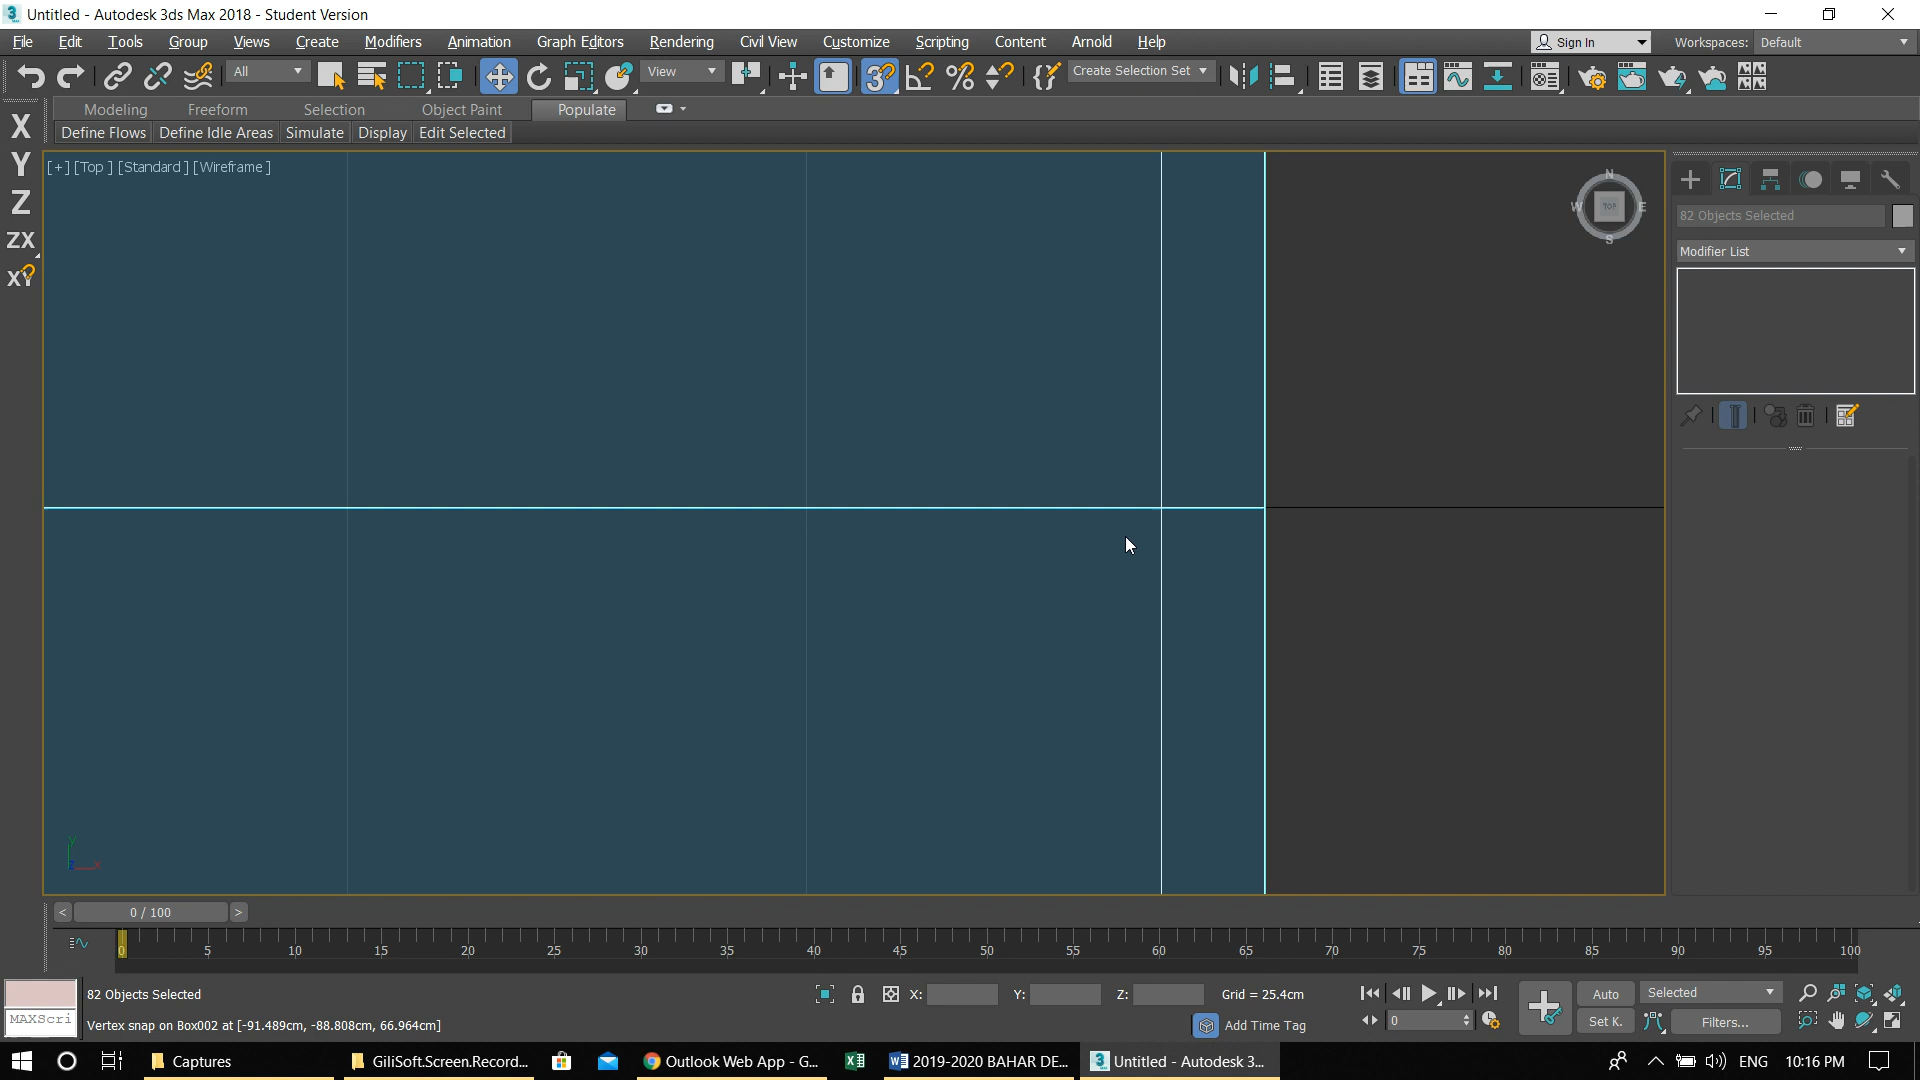 Untitled - Autodesk 3ds Max 2018 - Student Version
File Edit Tools Group Views Create Modifiers Animation Graph Editors Rendering Civil View Customize Scripting Content Arnold Help Sign In Workspaces: Default
All View Create Selection Set
Modeling Freeform Selection Object Paint Populate
Define Flows Define Idle Areas Simulate Display Edit Selected
X
Y
Z
ZX
XY
[+] [Top ] [Standard ] [Wireframe ]
N
W TOP E
S
82 Objects Selected
Modifier List
y
z x
< 0 / 100 >
0 5 10 15 20 25 30 35 40 45 50 55 60 65 70 75 80 85 90 95 100
82 Objects Selected X: Y: Z: Grid = 25.4cm Auto Selected
MAXScri Vertex snap on Box002 at [-91.489cm, -88.808cm, 66.964cm] Add Time Tag 0 Set K. Filters...
Captures GiliSoft.Screen.Record... Outlook Web App - G... 2019-2020 BAHAR DE... Untitled - Autodesk 3... ENG 10:16 PM